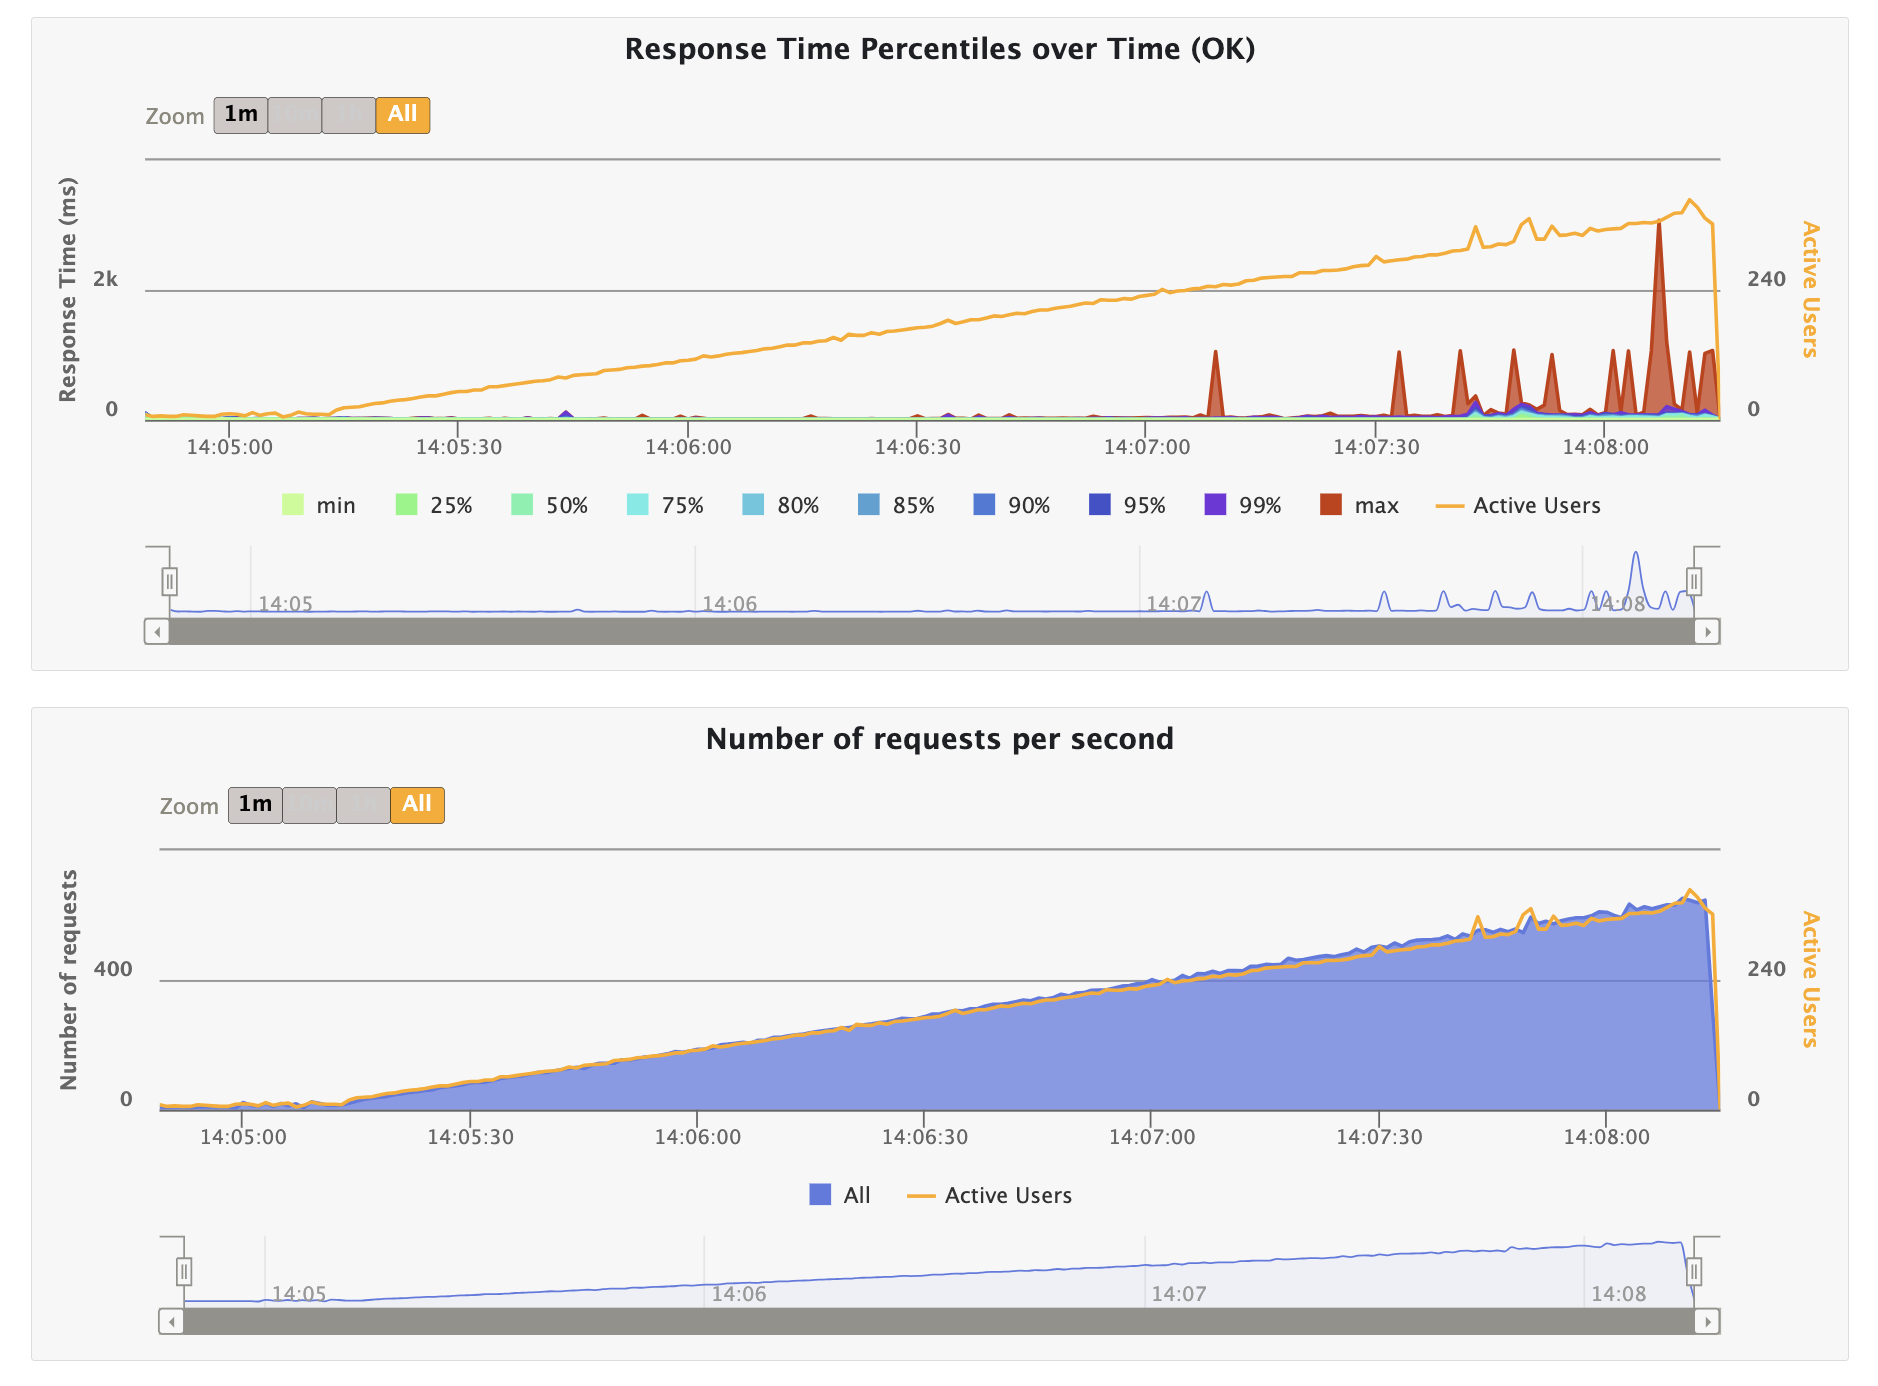 Response Time Percentiles over Time (OK)
Zoom 1m All
Response Time (ms)
2k
0
Active Users
240
0
14:05:00 14:05:30 14:06:00 14:06:30 14:07:00 14:07:30 14:08:00
min 25% 50% 75% 80% 85% 90% 95% 99% max Active Users
14:05 14:06 14:07 14:08
Number of requests per second
Zoom 1m All
Number of requests
400
0
Active Users
240
0
14:05:00 14:05:30 14:06:00 14:06:30 14:07:00 14:07:30 14:08:00
All Active Users
14:05 14:06 14:07 14:08